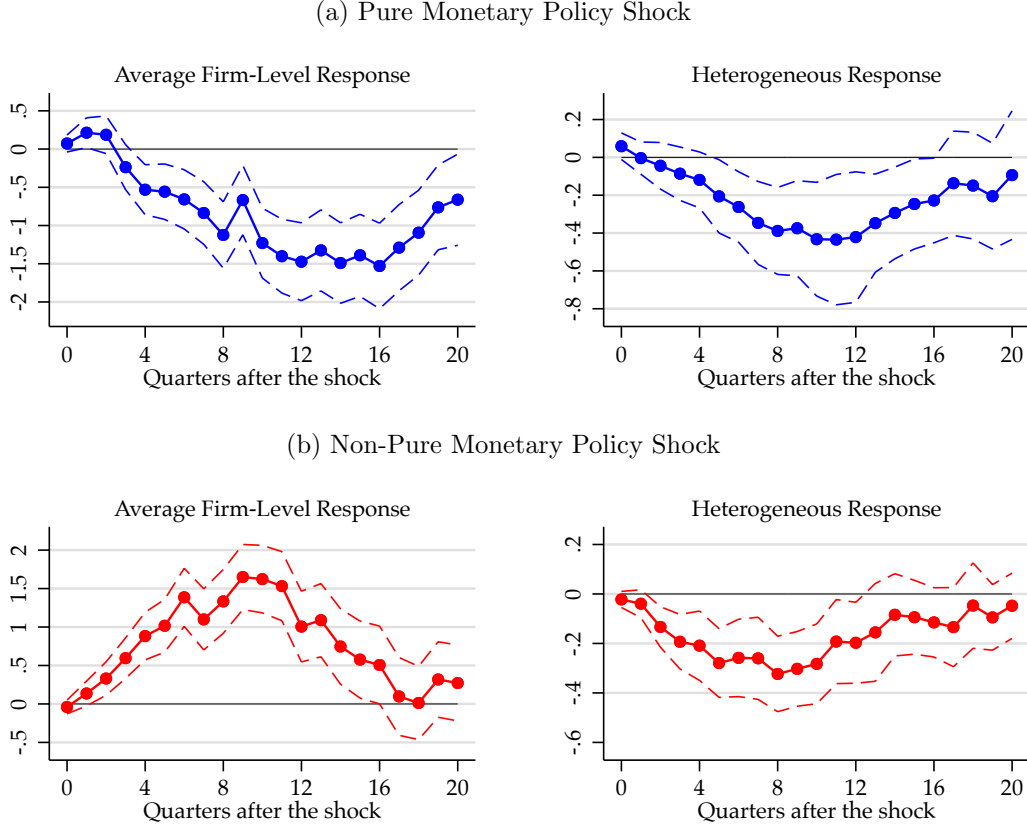 (a) Pure Monetary Policy Shock
Average Firm-Level Response
.5
0
-.5
-1
-1.5
-2
0 4 8 12 16 20
Quarters after the shock
Heterogeneous Response
.2
0
-.2
-.4
-.6
-.8
0 4 8 12 16 20
Quarters after the shock
(b) Non-Pure Monetary Policy Shock
Average Firm-Level Response
2
1.5
1
.5
0
-.5
0 4 8 12 16 20
Quarters after the shock
Heterogeneous Response
.2
0
-.2
-.4
-.6
0 4 8 12 16 20
Quarters after the shock